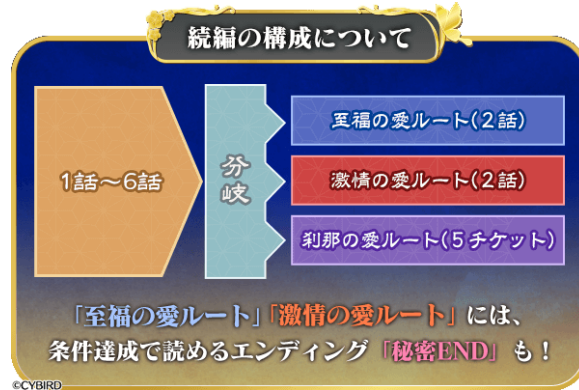 続編の構成について
1話〜6話
分岐
至福の愛ルート(2話)
激情の愛ルート(2話)
刹那の愛ルート(5チケット)
「至福の愛ルート」「激情の愛ルート」には、
条件達成で読めるエンディング「秘密END」も!
©CYBIRD